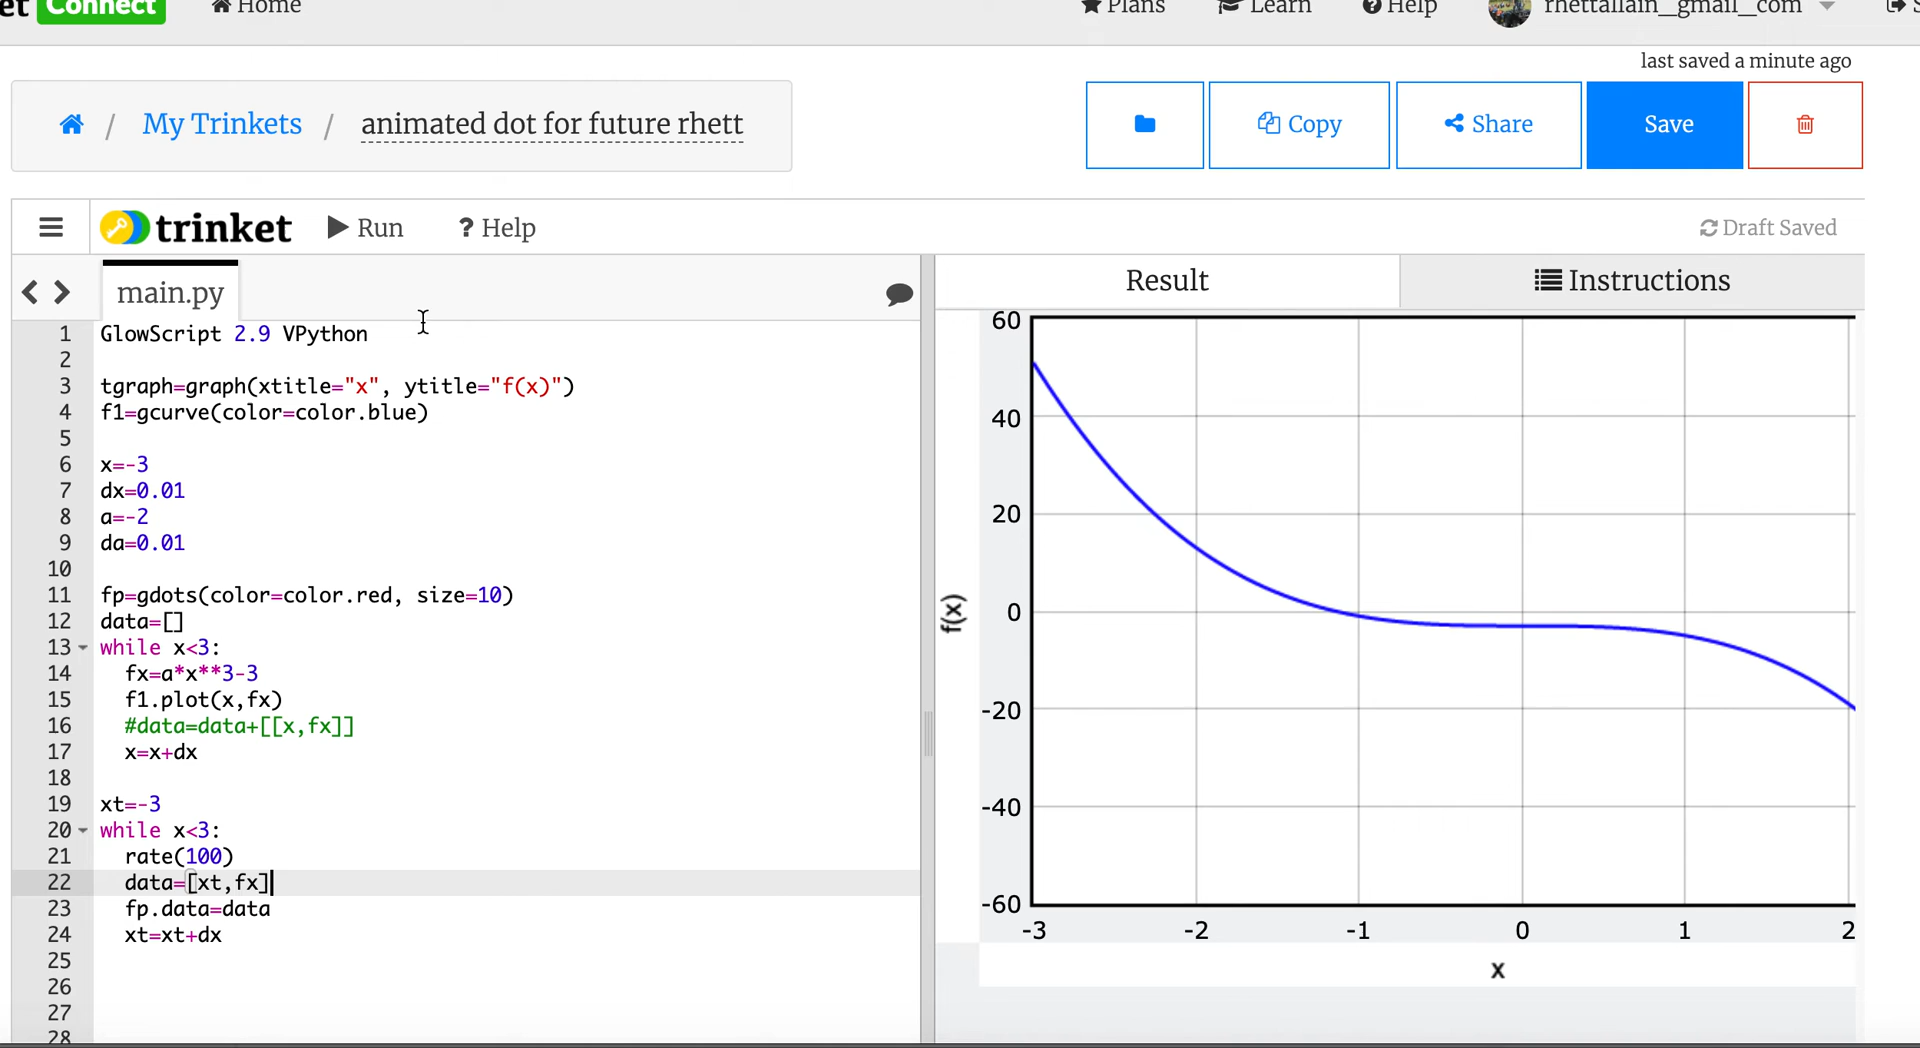 et Connect Home Plans Learn Help rhettallain_gmail_com
last saved a minute ago
/ My Trinkets / animated dot for future rhett
Copy Share Save
trinket Run ? Help Draft Saved
main.py
Result Instructions
1 GlowScript 2.9 VPython
2
3 tgraph=graph(xtitle="x", ytitle="f(x)")
4 f1=gcurve(color=color.blue)
5
6 x=-3
7 dx=0.01
8 a=-2
9 da=0.01
10
11 fp=gdots(color=color.red, size=10)
12 data=[]
13 while x<3:
14   fx=a*x**3-3
15   f1.plot(x,fx)
16   #data=data+[[x,fx]]
17   x=x+dx
18
19 xt=-3
20 while x<3:
21   rate(100)
22   data=[xt,fx]
23   fp.data=data
24   xt=xt+dx
25
26
27
28
60
40
20
0
-20
-40
-60
f(x)
-3 -2 -1 0 1 2
x